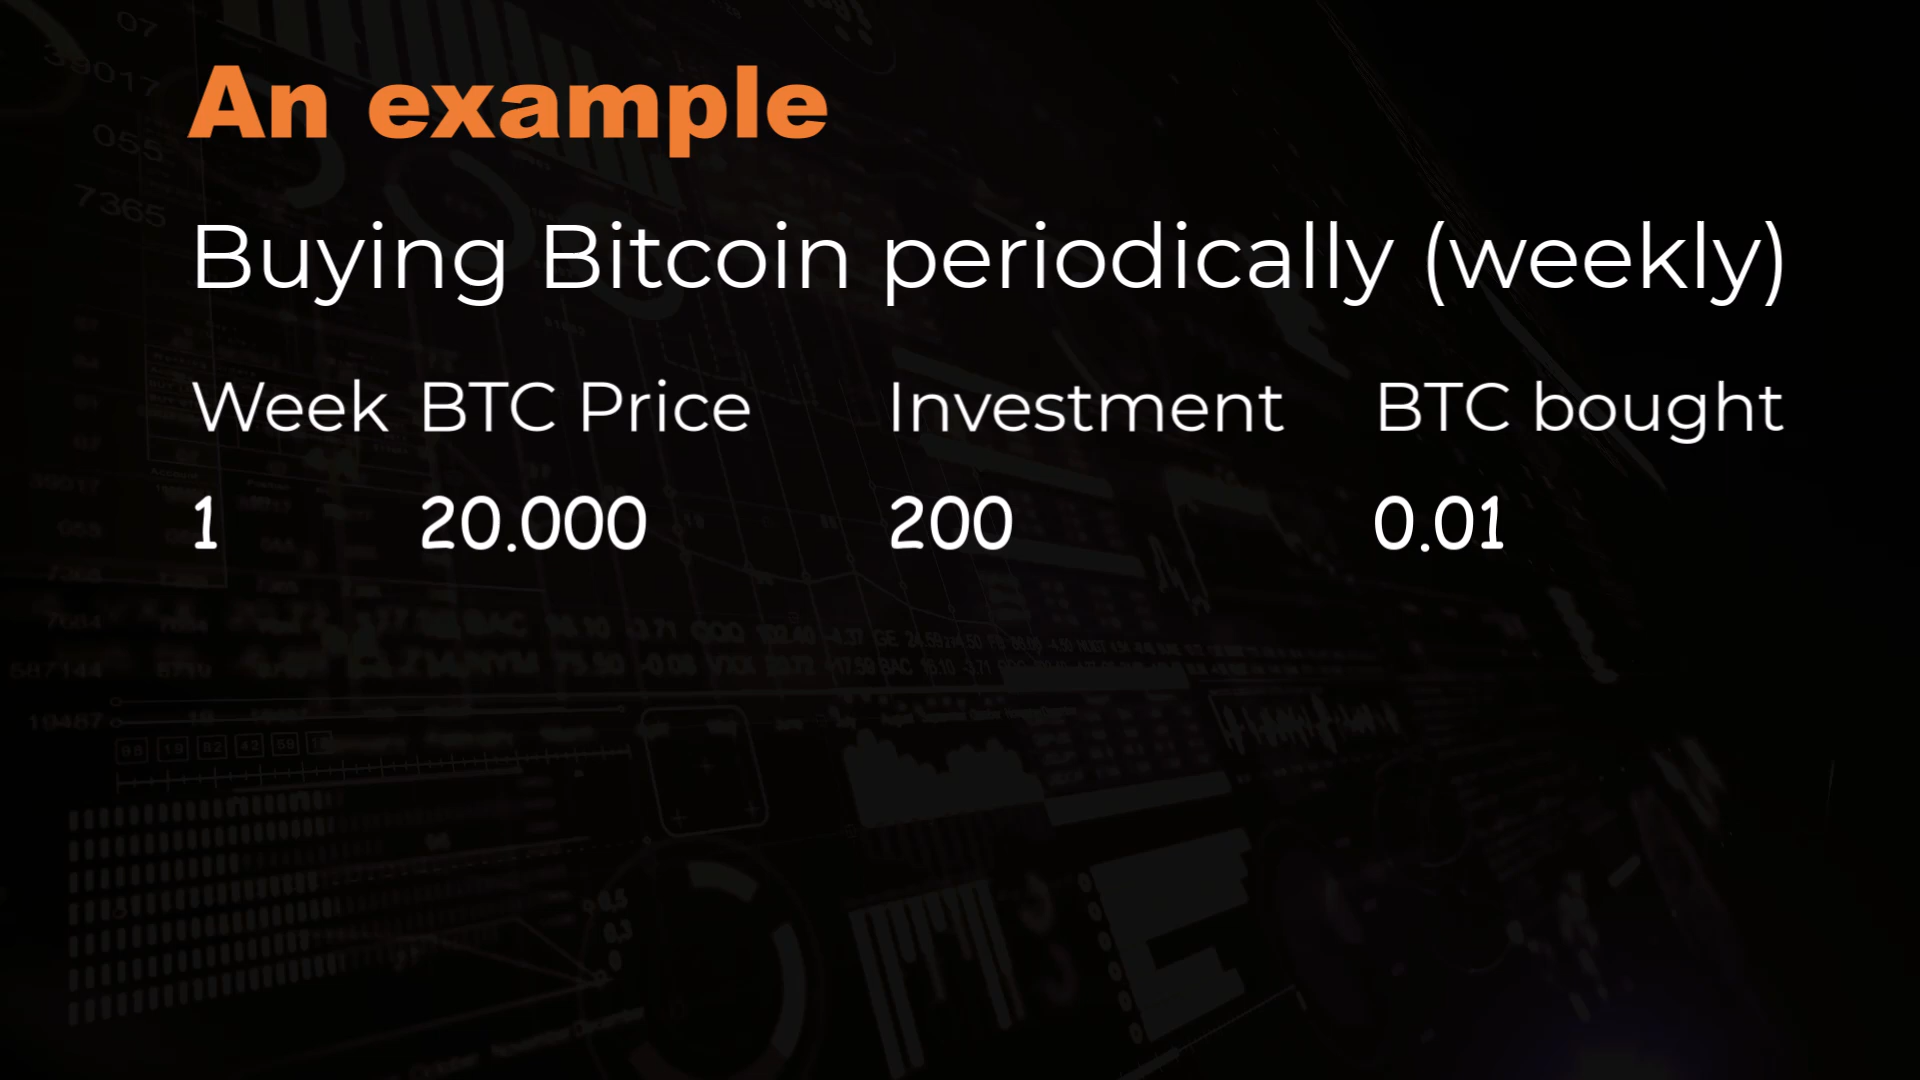 An example
Buying Bitcoin periodically (weekly)
Week BTC Price Investment BTC bought
1 20.000 200 0.01